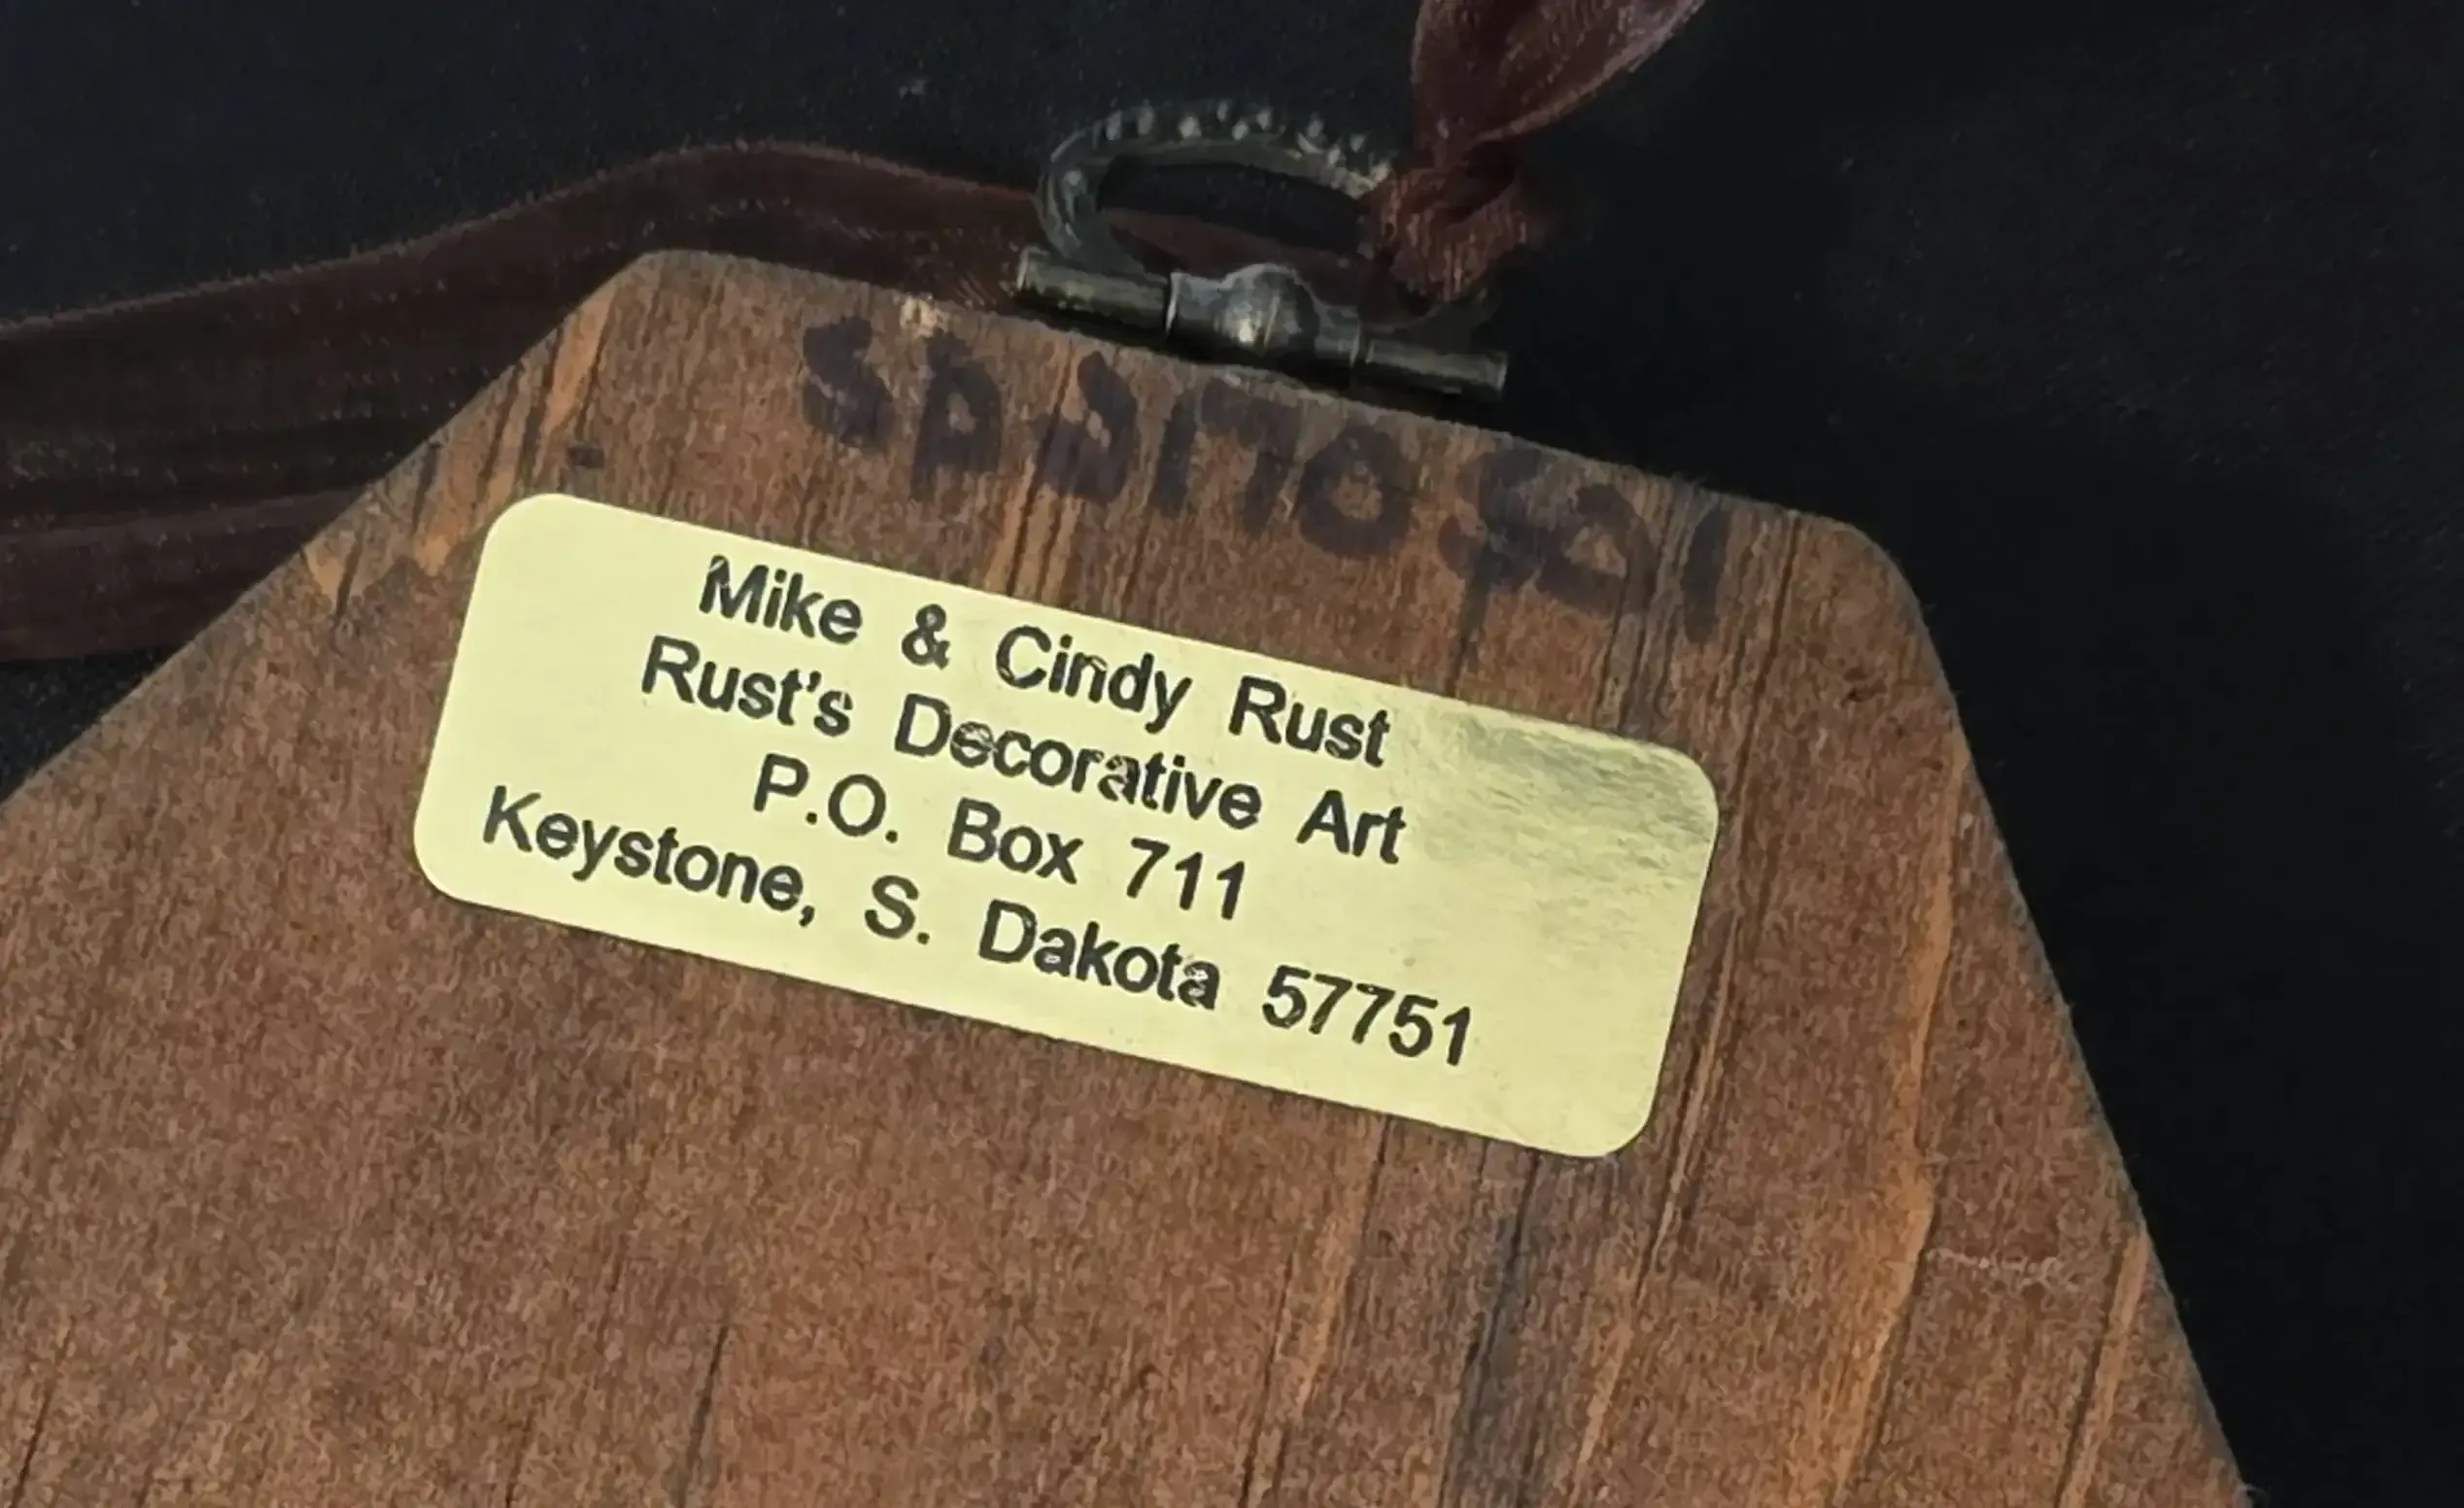 Mike & Cindy Rust
Rust's Decorative Art
P.O. Box 711
Keystone, S. Dakota 57751